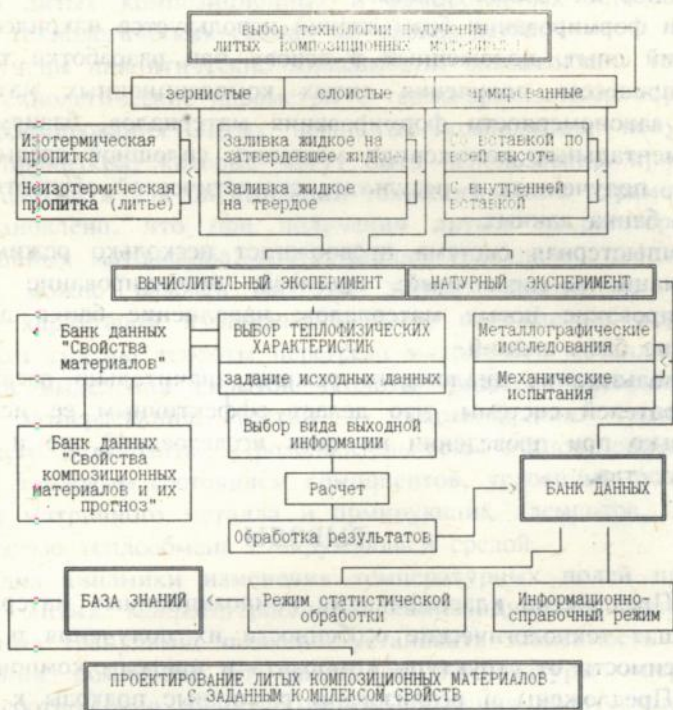 Выбор технологии получения
литых композиционных материалов
зернистые
слоистые
армированные
Изотермическая
пропитка
Неизотермическая
пропитка (литье)
Заливка жидкое на
затвердевшее жидкое
Заливка жидкое
на твердое
Со вставкой по
всей высоте
С внутренней
вставкой
ВЫЧИСЛИТЕЛЬНЫЙ ЭКСПЕРИМЕНТ
НАТУРНЫЙ ЭКСПЕРИМЕНТ
Банк данных
"Свойства
материалов"
ВЫБОР ТЕПЛОФИЗИЧЕСКИХ
ХАРАКТЕРИСТИК
задание исходных данных
Металлографические
исследования
Механические
испытания
Выбор вида выходной
информации
Банк данных
"Свойства
композиционных
материалов и их
прогноз"
Расчет
БАНК ДАННЫХ
Обработка результатов
БАЗА ЗНАНИЙ
Режим статистической
обработки
Информационно-
справочный режим
ПРОЕКТИРОВАНИЕ ЛИТЫХ КОМПОЗИЦИОННЫХ МАТЕРИАЛОВ
С ЗАДАННЫМ КОМПЛЕКСОМ СВОЙСТВ